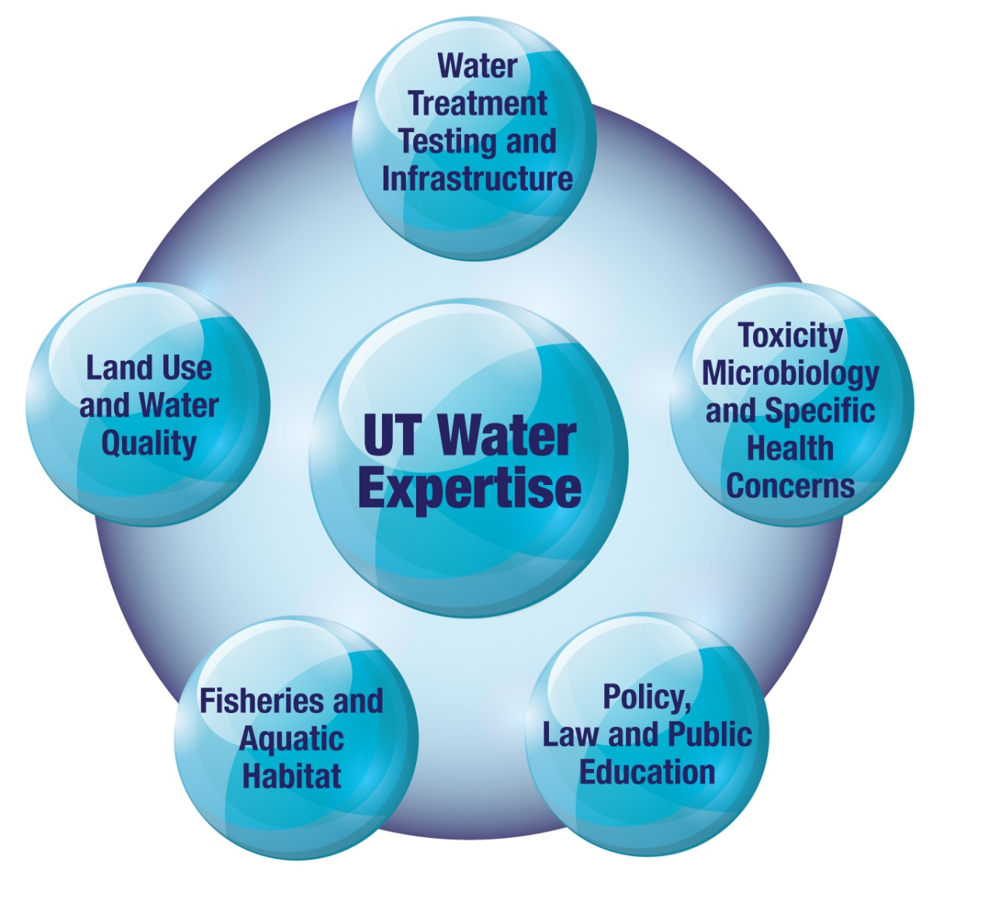 Water
Treatment
Testing and
Infrastructure
Land Use
and Water
Quality
UT Water
Expertise
Toxicity
Microbiology
and Specific
Health
Concerns
Fisheries and
Aquatic
Habitat
Policy,
Law and Public
Education